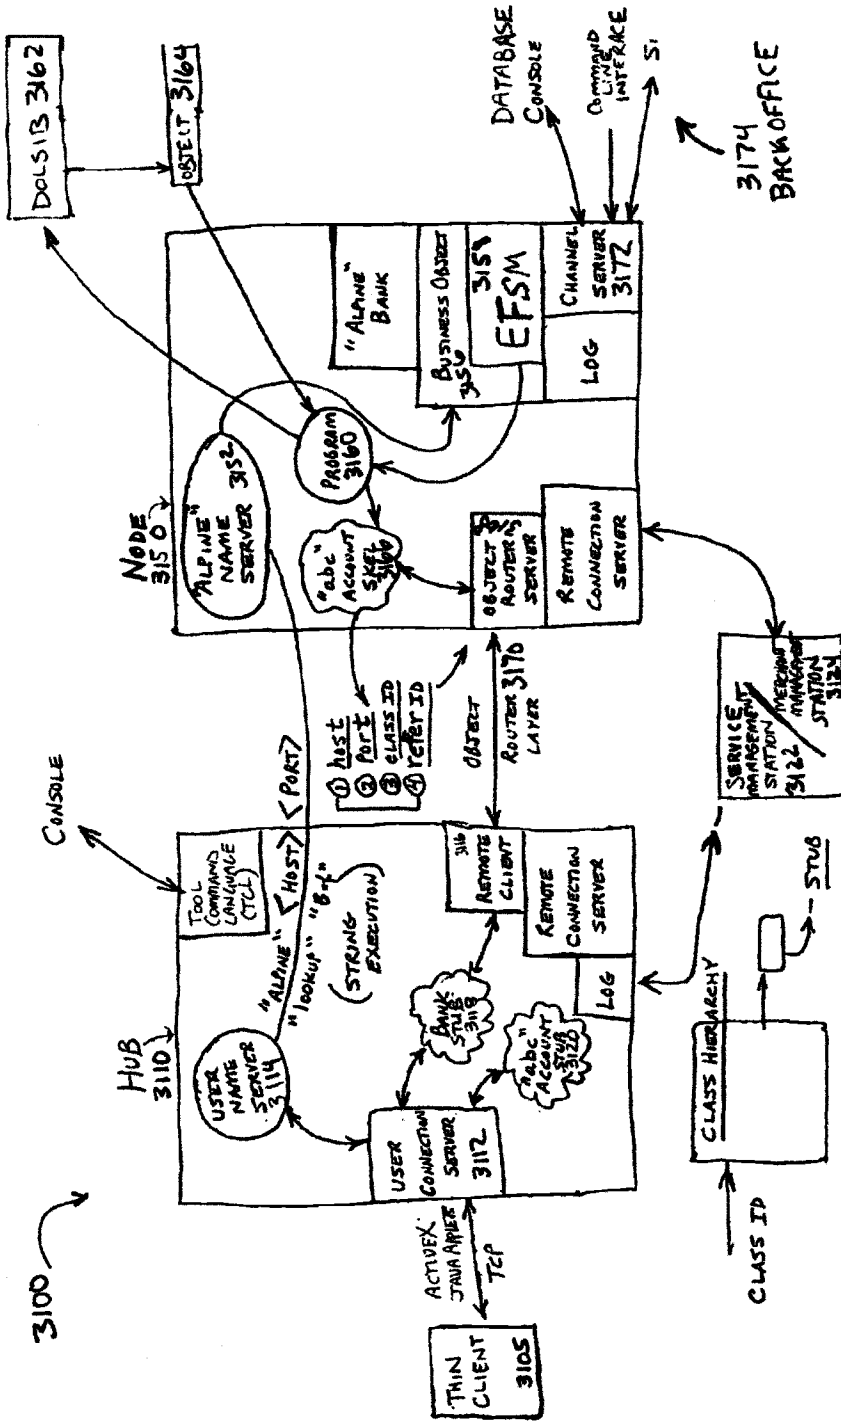 3100
THIN
CLIENT
3105
ACTIVEX
JAVA APPLET
TCP
HUB
3110
USER
NAME
SERVER
3114
USER
CONNECTION
SERVER
3112
TOOL
COMMAND
LANGUAGE
(TCL)
CONSOLE
"ALPINE" <HOST> <PORT>
"lookup"
(STRING
EXECUTION)
BANK
STUB
3118
"abc"
ACCOUNT
STUB
3120
3116
REMOTE
CLIENT
REMOTE
CONNECTION
SERVER
LOG
CLASS ID
CLASS HIERARCHY
STUB
SERVICE
MANAGEMENT
STATION
3122
MERCHANT
MANAGEMENT
STATION
3124
① host
② Port
③ CLASS ID
④ refer ID
OBJECT
ROUTER 3170
LAYER
NODE
3150
"ALPINE"
NAME
SERVER 3152
PROGRAM
3160
"abc"
ACCOUNT
SKEL
OBJECT
ROUTER
SERVER
REMOTE
CONNECTION
SERVER
"ALPINE"
BANK
BUSINESS OBJECT
3156
3158
EFSM
LOG
CHANNEL
SERVER
3172
DOLSIB 3162
OBJECT 3164
DATABASE
CONSOLE
COMMAND
LINE
INTERFACE
3174
BACK OFFICE